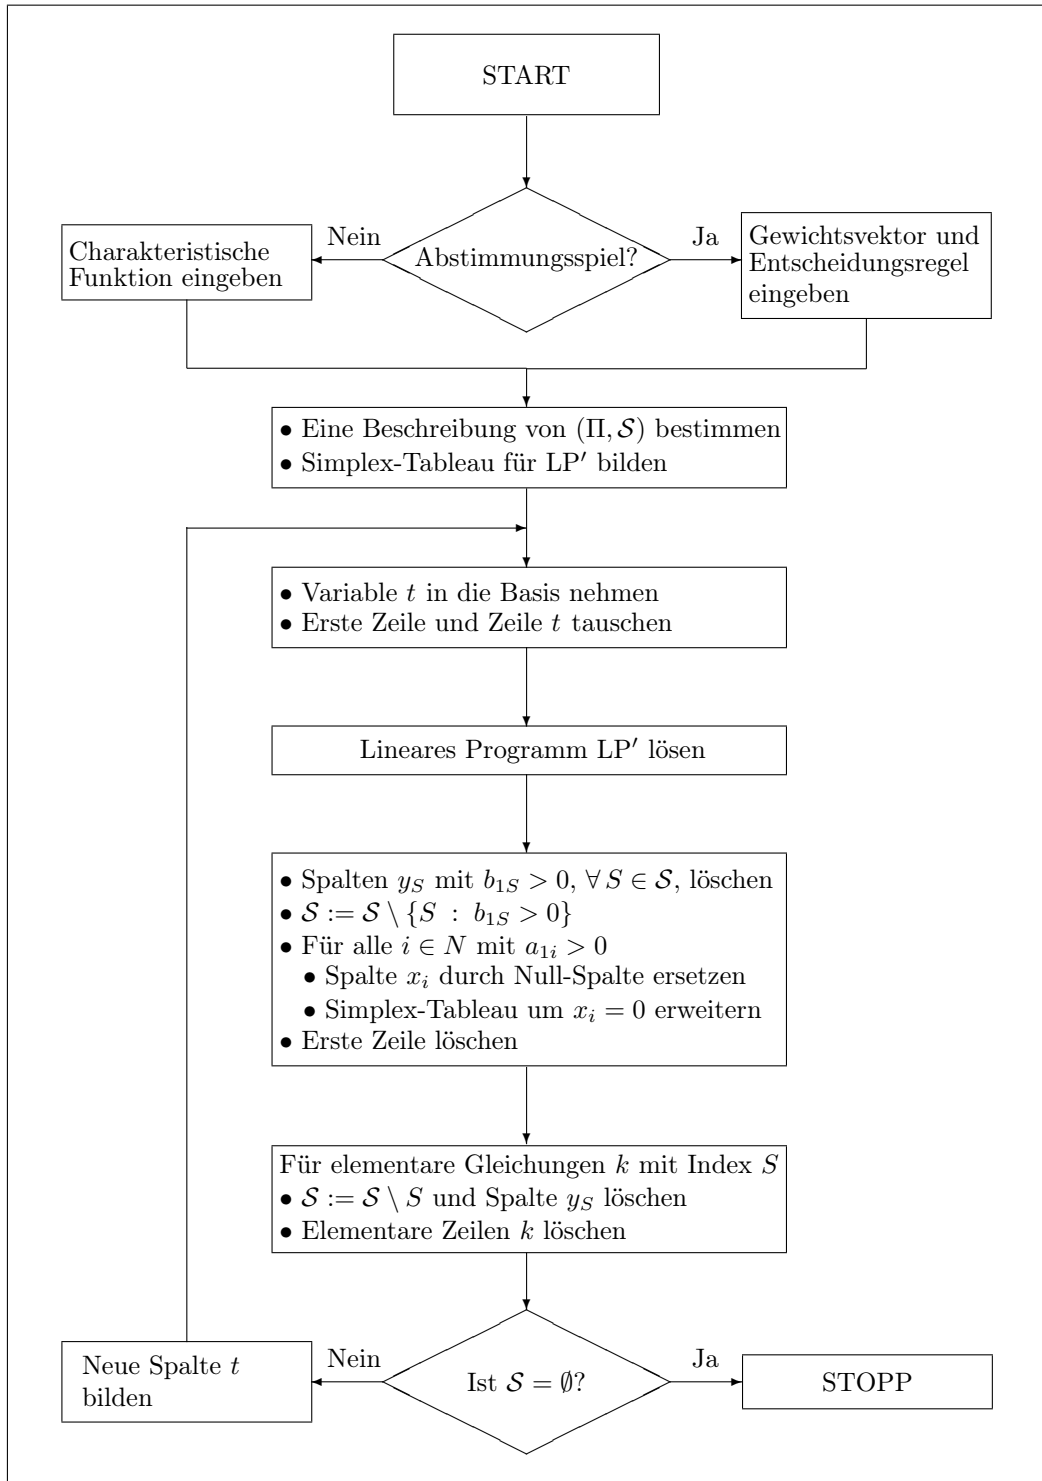 START
Nein
Abstimmungsspiel?
Ja
Charakteristische
Funktion eingeben
Gewichtsvektor und
Entscheidungsregel
eingeben
• Eine Beschreibung von (Π, 𝒮) bestimmen
• Simplex-Tableau für LP′ bilden
• Variable t in die Basis nehmen
• Erste Zeile und Zeile t tauschen
Lineares Programm LP′ lösen
• Spalten y_S mit b_{1S} > 0, ∀ S ∈ 𝒮, löschen
• 𝒮 := 𝒮 \ {S : b_{1S} > 0}
• Für alle i ∈ N mit a_{1i} > 0
• Spalte x_i durch Null-Spalte ersetzen
• Simplex-Tableau um x_i = 0 erweitern
• Erste Zeile löschen
Für elementare Gleichungen k mit Index S
• 𝒮 := 𝒮 \ S und Spalte y_S löschen
• Elementare Zeilen k löschen
Nein
Ist 𝒮 = ∅?
Ja
Neue Spalte t
bilden
STOPP